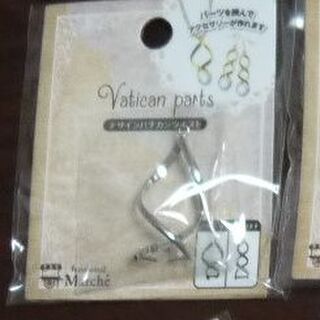 パーツを挟んで
アクセサリーが作れます
Vatican parts
デザインバチカンツイスト
Marché